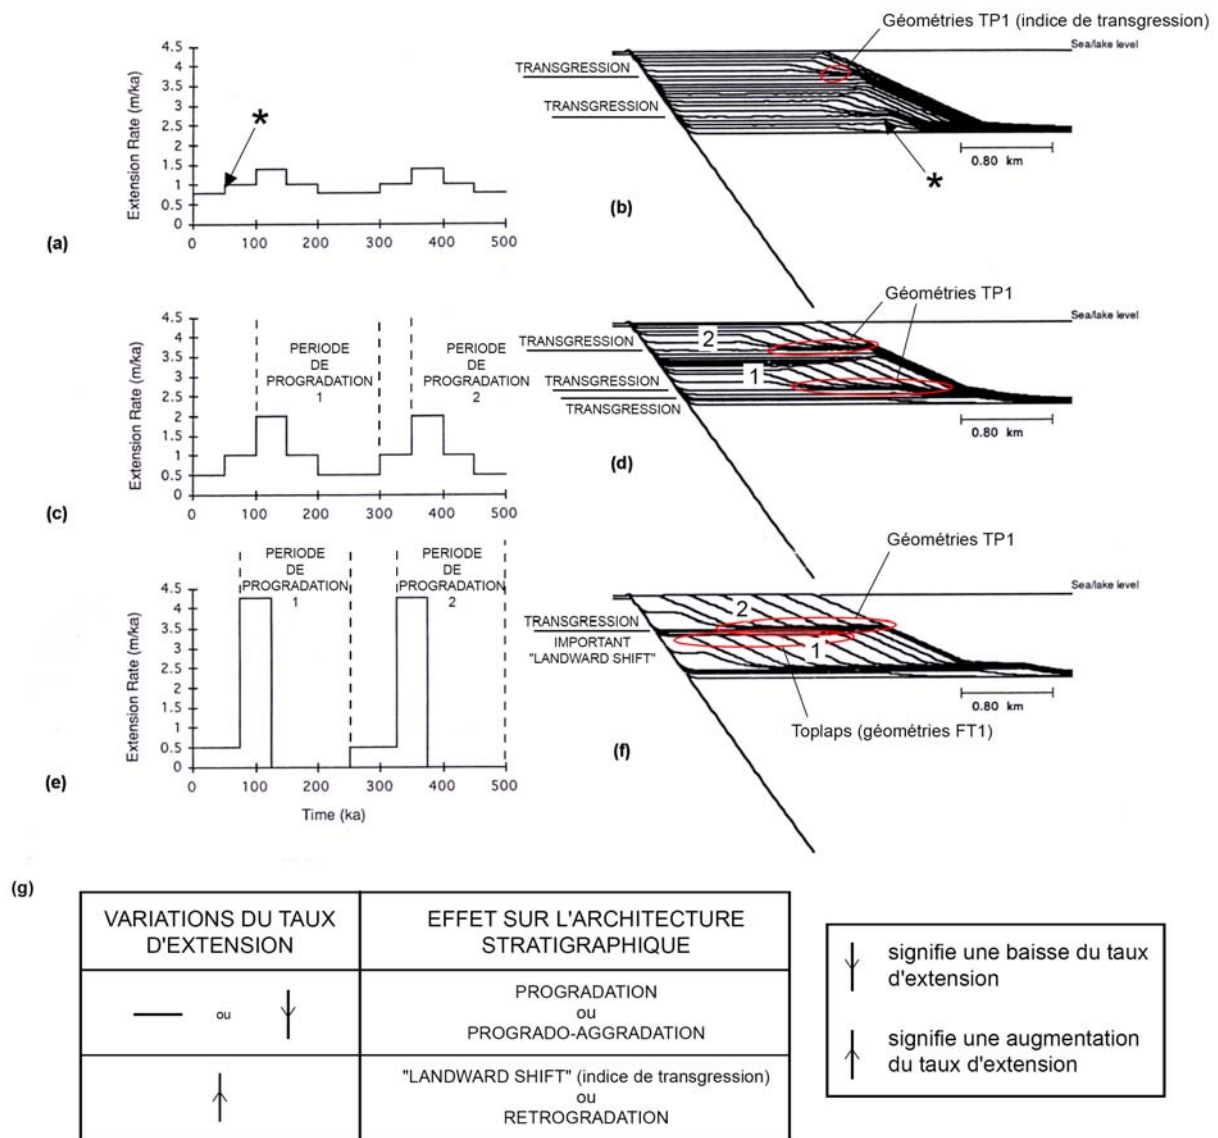 Géométries TP1 (indice de transgression)
Sea/lake level
TRANSGRESSION
TRANSGRESSION
*
0.80 km
(b)
Extension Rate (m/ka)
4.5
4
3.5
3
2.5
2
1.5
1
0.5
0
*
0 100 200 300 400 500
(a)
Géométries TP1
Sea/lake level
TRANSGRESSION
TRANSGRESSION
TRANSGRESSION
2
1
0.80 km
(d)
Extension Rate (m/ka)
4.5
4
3.5
3
2.5
2
1.5
1
0.5
0
PERIODE
DE
PROGRADATION
1
PERIODE
DE
PROGRADATION
2
0 100 200 300 400 500
(c)
Géométries TP1
Sea/lake level
TRANSGRESSION
IMPORTANT
"LANDWARD SHIFT"
2
1
0.80 km
Toplaps (géométries FT1)
(f)
PERIODE
DE
PROGRADATION
1
PERIODE
DE
PROGRADATION
2
Extension Rate (m/ka)
4.5
4
3.5
3
2.5
2
1.5
1
0.5
0
0 100 200 300 400 500
Time (ka)
(e)
(g)
VARIATIONS DU TAUX
D'EXTENSION
EFFET SUR L'ARCHITECTURE
STRATIGRAPHIQUE
ou
PROGRADATION
ou
PROGRADO-AGGRADATION
"LANDWARD SHIFT" (indice de transgression)
ou
RETROGRADATION
signifie une baisse du taux
d'extension
signifie une augmentation
du taux d'extension